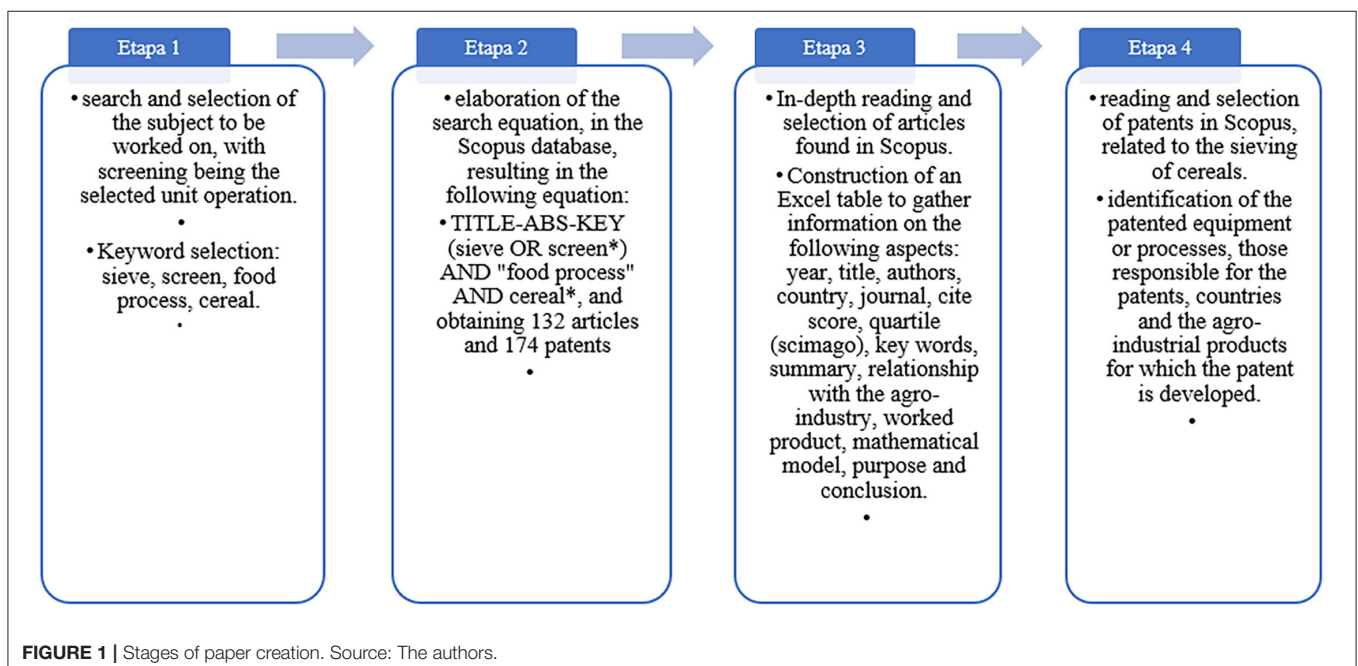 Etapa 1
• search and selection of
the subject to be
worked on, with
screening being the
selected unit operation.
•
• Keyword selection:
sieve, screen, food
process, cereal.
•
Etapa 2
• elaboration of the
search equation, in the
Scopus database,
resulting in the
following equation:
• TITLE-ABS-KEY
(sieve OR screen*)
AND "food process"
AND cereal*, and
obtaining 132 articles
and 174 patents
•
Etapa 3
• In-depth reading and
selection of articles
found in Scopus.
• Construction of an
Excel table to gather
information on the
following aspects:
year, title, authors,
country, journal, cite
score, quartile
(scimago), key words,
summary, relationship
with the agro-
industry, worked
product, mathematical
model, purpose and
conclusion.
•
Etapa 4
• reading and selection
of patents in Scopus,
related to the sieving
of cereals.
• identification of the
patented equipment
or processes, those
responsible for the
patents, countries
and the agro-
industrial products
for which the patent
is developed.
•
FIGURE 1 | Stages of paper creation. Source: The authors.